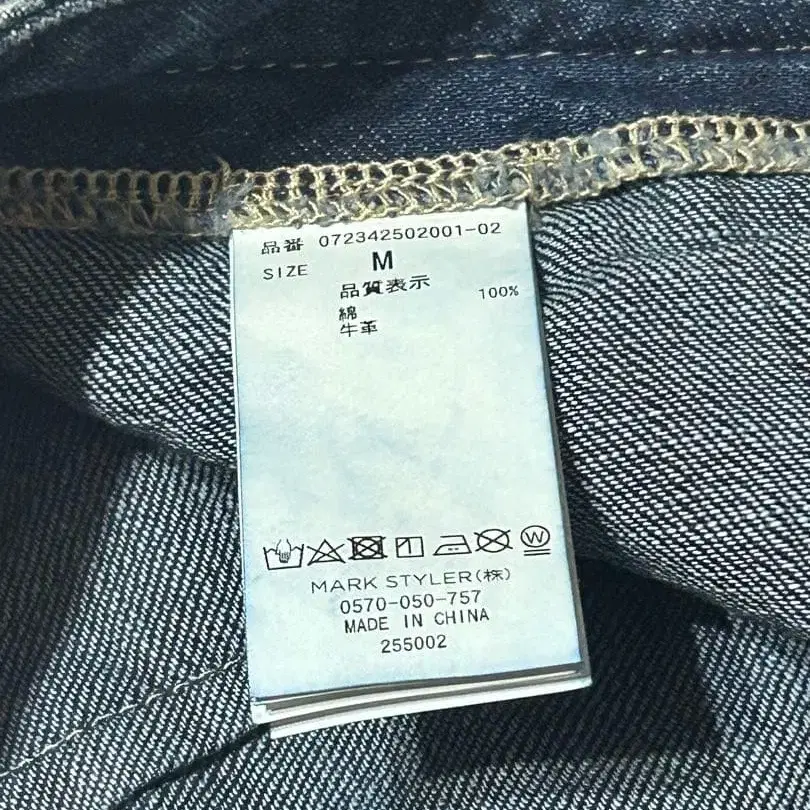 品番 072342502001-02
SIZE M
品質表示
綿 100%
牛革
W
MARK STYLER(株)
0570-050-757
MADE IN CHINA
255002